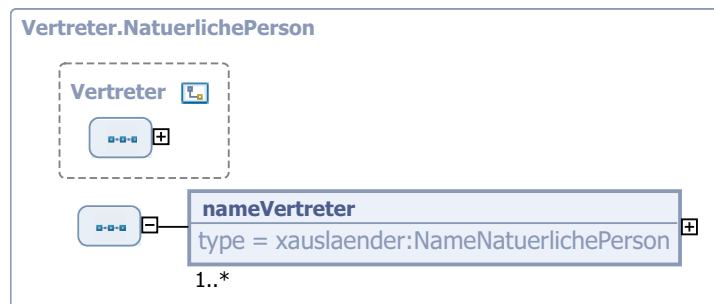 Vertreter.NatuerlichePerson
Vertreter
nameVertreter
type = xauslaender:NameNatuerlichePerson
1..*